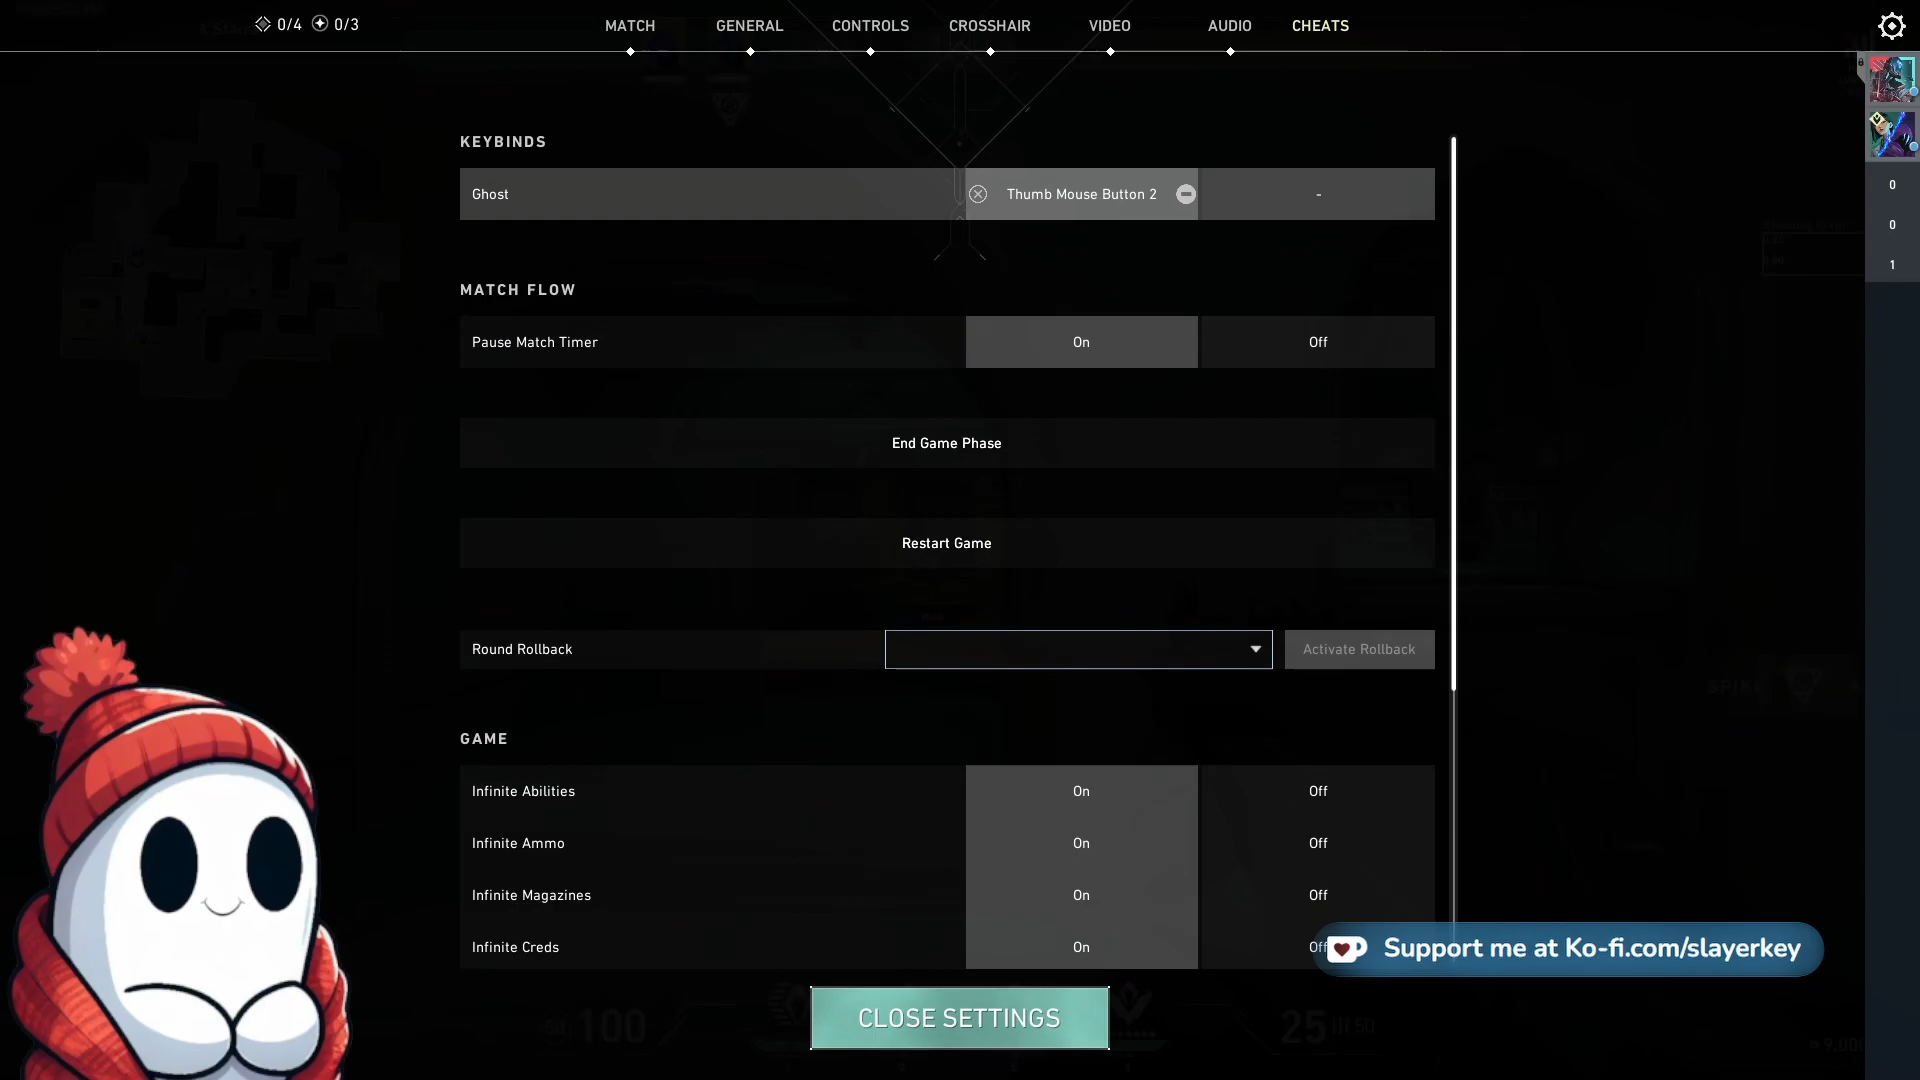 0/4 0/3
MATCH GENERAL CONTROLS CROSSHAIR VIDEO AUDIO CHEATS
KEYBINDS
Ghost Thumb Mouse Button 2 -
MATCH FLOW
Pause Match Timer On Off
End Game Phase
Restart Game
Round Rollback Activate Rollback
GAME
Infinite Abilities On Off
Infinite Ammo On Off
Infinite Magazines On Off
Infinite Creds On Off
Support me at Ko-fi.com/slayerkey
CLOSE SETTINGS
0
0
1
SPIKE
50 100
25 50